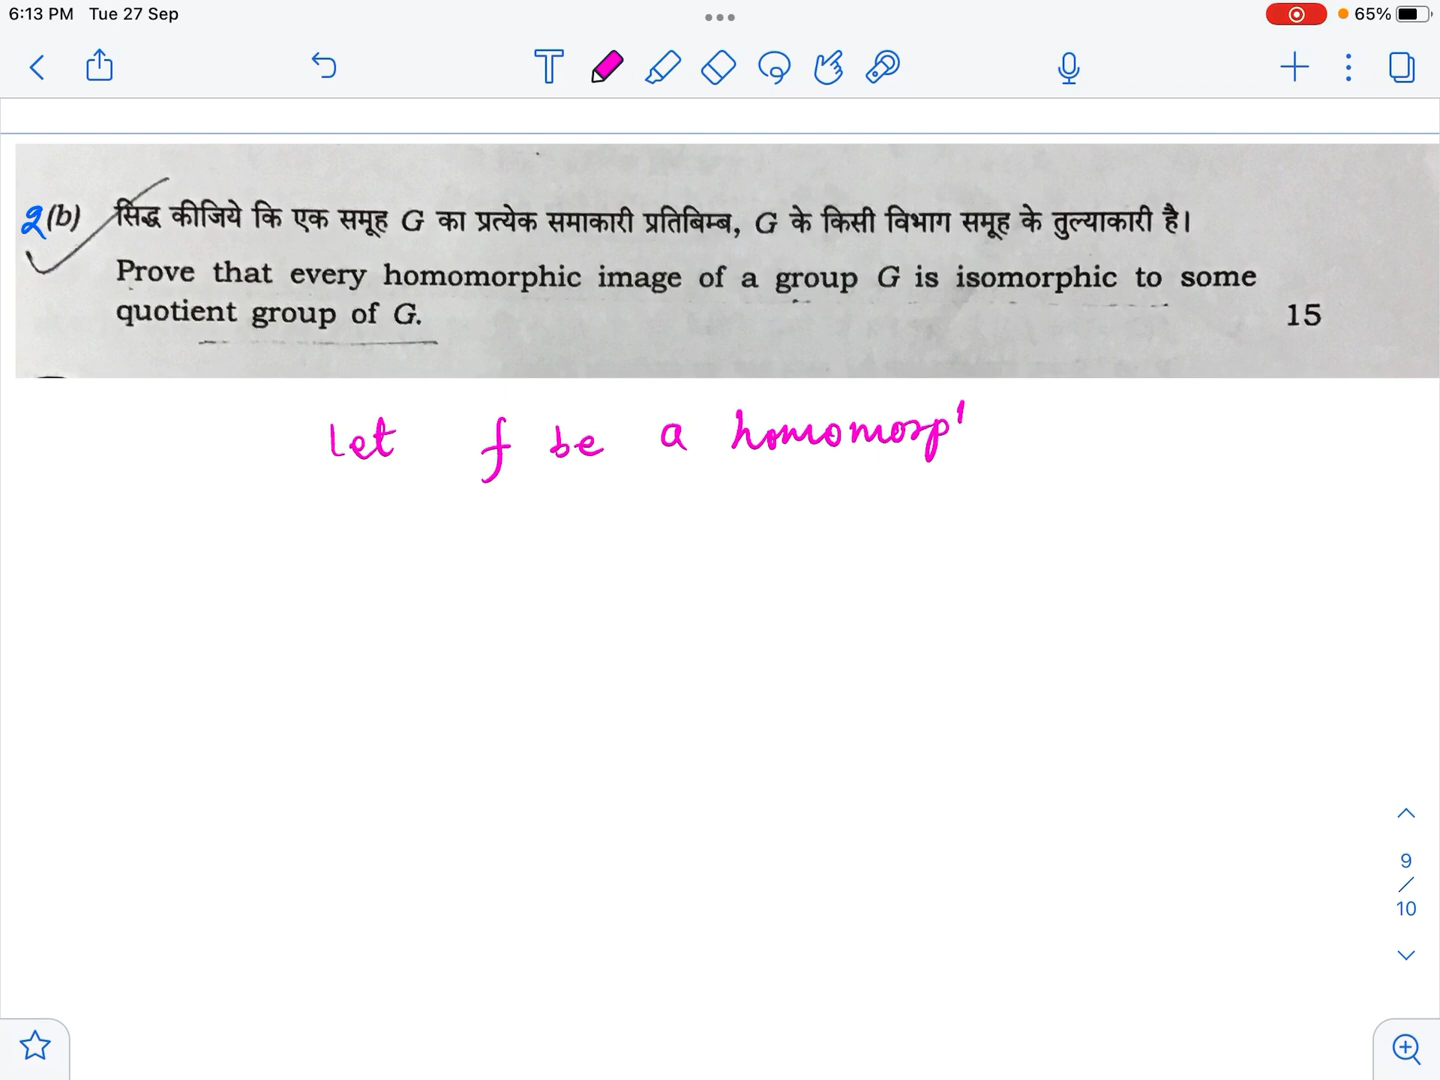 6:13 PM Tue 27 Sep
65%
2(b) सिद्ध कीजिये कि एक समूह G का प्रत्येक समाकारी प्रतिबिम्ब, G के किसी विभाग समूह के तुल्याकारी है।
Prove that every homomorphic image of a group G is isomorphic to some
quotient group of G. 15
Let f be a homomorp
9
/
10